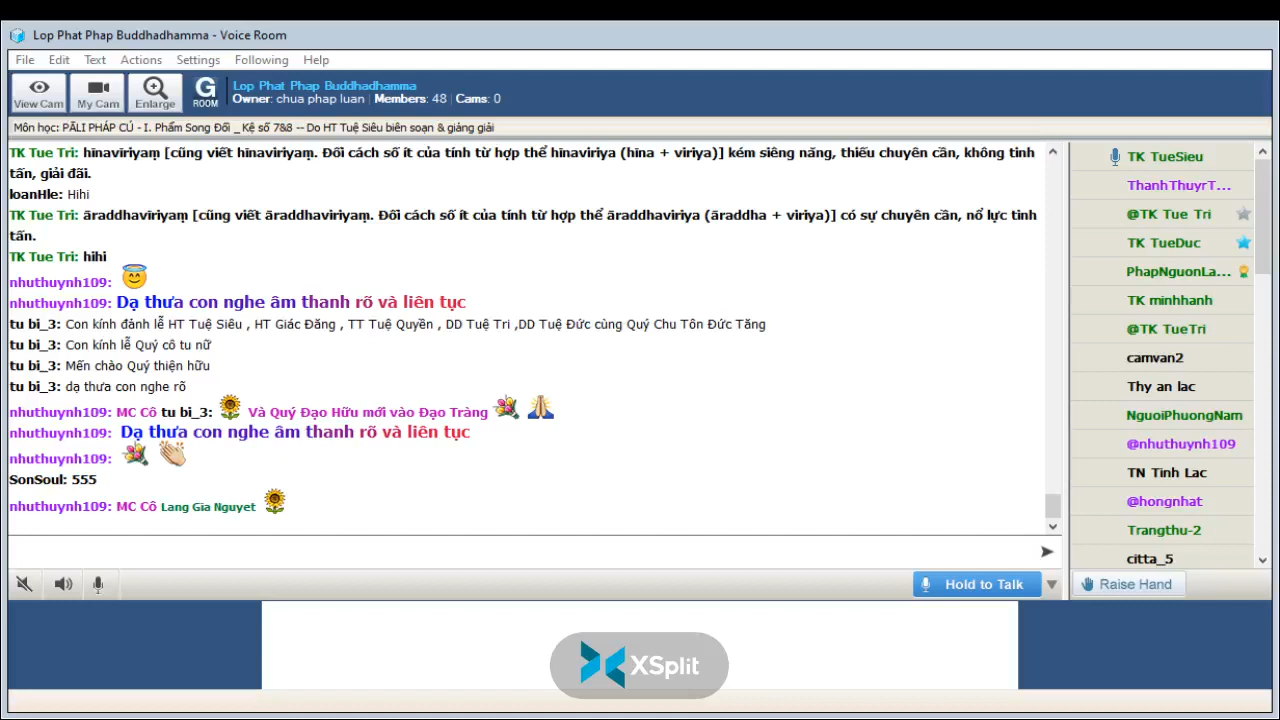 Lop Phat Phap Buddhadhamma - Voice Room
File Edit Text Actions Settings Following Help
View Cam My Cam Enlarge G ROOM
Lop Phat Phap Buddhadhamma
Owner: chua phap luan | Members: 48 | Cams: 0
Môn học: PĀLI PHÁP CÚ - I. Phẩm Song Đối _ Kệ số 7&8 -- Do HT Tuệ Siêu biên soạn & giảng giải
TK Tue Tri: hīnavīriyaṃ [cũng viết hīnaviriyaṃ. Đối cách số ít của tính từ hợp thể hīnaviriya (hīna + viriya)] kém siêng năng, thiếu chuyên cần, không tinh
tấn, giải đãi.
loanHle: Hihi
TK Tue Tri: āraddhavīriyaṃ [cũng viết āraddhaviriyaṃ. Đối cách số ít của tính từ hợp thể āraddhaviriya (āraddha + viriya)] có sự chuyên cần, nổ lực tinh
tấn.
TK Tue Tri: hihi
nhuthuynh109:
nhuthuynh109: Dạ thưa con nghe âm thanh rõ và liên tục
tu bi_3: Con kính đảnh lễ HT Tuệ Siêu , HT Giác Đăng , TT Tuệ Quyền , DD Tuệ Tri ,DD Tuệ Đức cùng Quý Chu Tôn Đức Tăng
tu bi_3: Con kính lễ Quý cô tu nữ
tu bi_3: Mến chào Quý thiện hữu
tu bi_3: dạ thưa con nghe rõ
nhuthuynh109: MC Cô tu bi_3: Và Quý Đạo Hữu mới vào Đạo Tràng
nhuthuynh109: Dạ thưa con nghe âm thanh rõ và liên tục
nhuthuynh109:
SonSoul: 555
nhuthuynh109: MC Cô Lang Gia Nguyet
TK TueSieu
ThanhThuyrT...
@TK Tue Tri
TK TueDuc
PhapNguonLa...
TK minhhanh
@TK TueTri
camvan2
Thy an lac
NguoiPhuongNam
@nhuthuynh109
TN Tinh Lac
@hongnhat
Trangthu-2
citta_5
Hold to Talk
Raise Hand
XSplit